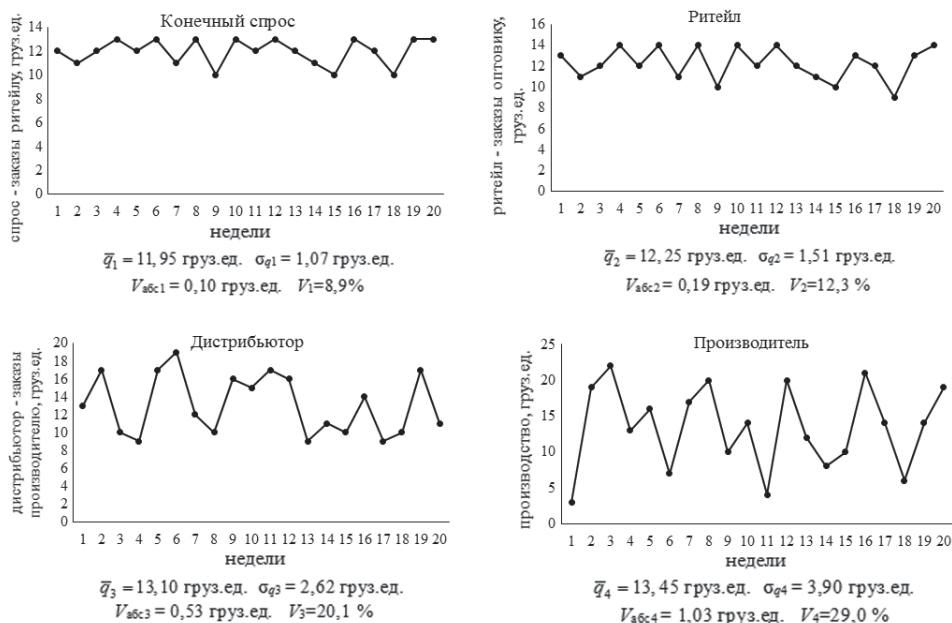 Конечный спрос
спрос - заказы ритейлу, груз.ед.
14
12
10
8
6
4
2
0
1 2 3 4 5 6 7 8 9 10 11 12 13 14 15 16 17 18 19 20
недели
q̅₁ = 11,95 груз.ед. σq1 = 1,07 груз.ед.
Vабс1 = 0,10 груз.ед. V1=8,9%
Ритейл
ритейл - заказы оптовику,
груз.ед.
16
14
12
10
8
6
4
2
0
1 2 3 4 5 6 7 8 9 10 11 12 13 14 15 16 17 18 19 20
недели
q̅₂ = 12,25 груз.ед. σq2 = 1,51 груз.ед.
Vабс2 = 0,19 груз.ед. V2=12,3 %
Дистрибьютор
дистрибьютор - заказы
производителю, груз.ед.
20
18
16
14
12
10
8
6
4
2
0
1 2 3 4 5 6 7 8 9 10 11 12 13 14 15 16 17 18 19 20
недели
q̅₃ = 13,10 груз.ед. σq3 = 2,62 груз.ед.
Vабс3 = 0,53 груз.ед. V3=20,1 %
Производитель
производство, груз.ед.
25
20
15
10
5
0
1 2 3 4 5 6 7 8 9 10 11 12 13 14 15 16 17 18 19 20
недели
q̅₄ = 13,45 груз.ед. σq4 = 3,90 груз.ед.
Vабс4 = 1,03 груз.ед. V4=29,0 %